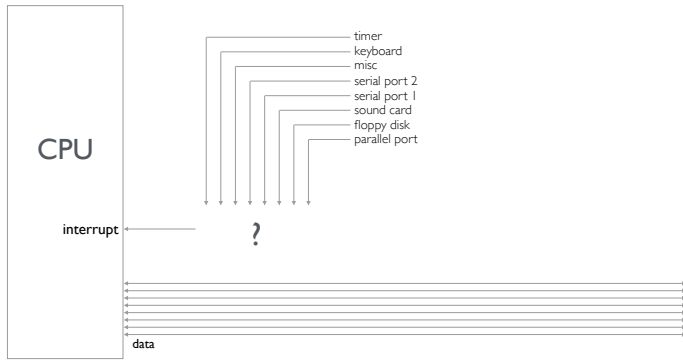 timer
keyboard
misc
serial port 2
serial port 1
sound card
floppy disk
parallel port
CPU
interrupt
?
data